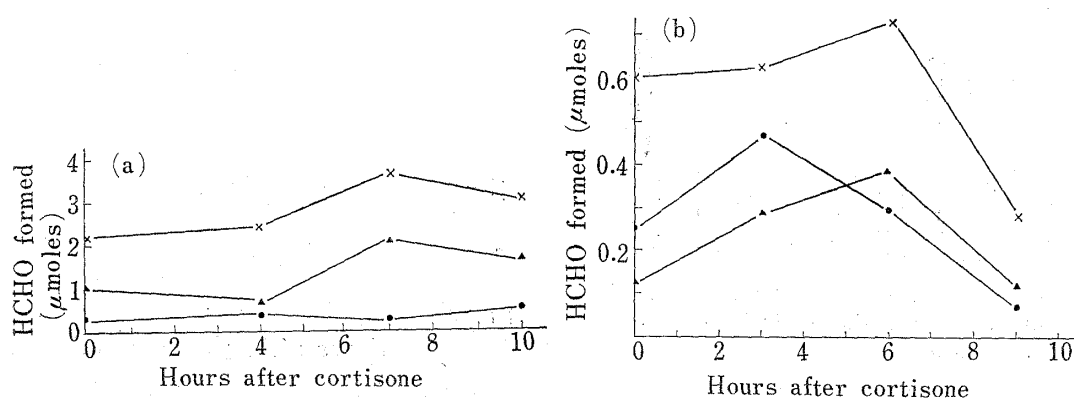 (a)
HCHO formed
(μmoles)
4
3
2
1
0
0 2 4 6 8 10
Hours after cortisone
(b)
HCHO formed (μmoles)
0.6
0.4
0.2
0 2 4 6 8 10
Hours after cortisone